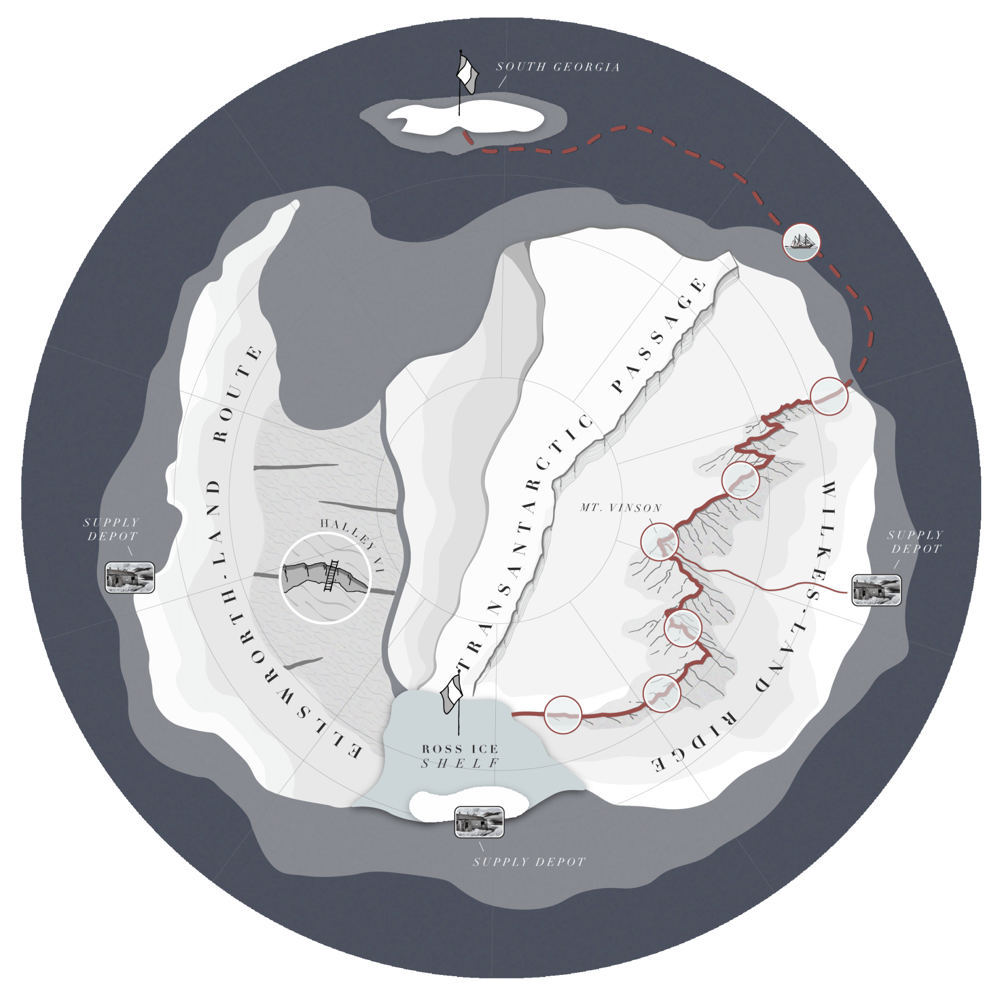 SOUTH GEORGIA
TRANSANTARCTIC PASSAGE
ELLSWRORTH-LAND ROUTE
WILKES-LAND RIDGE
MT. VINSON
HALLEY VI
SUPPLY
DEPOT
SUPPLY
DEPOT
ROSS ICE
SHELF
SUPPLY DEPOT